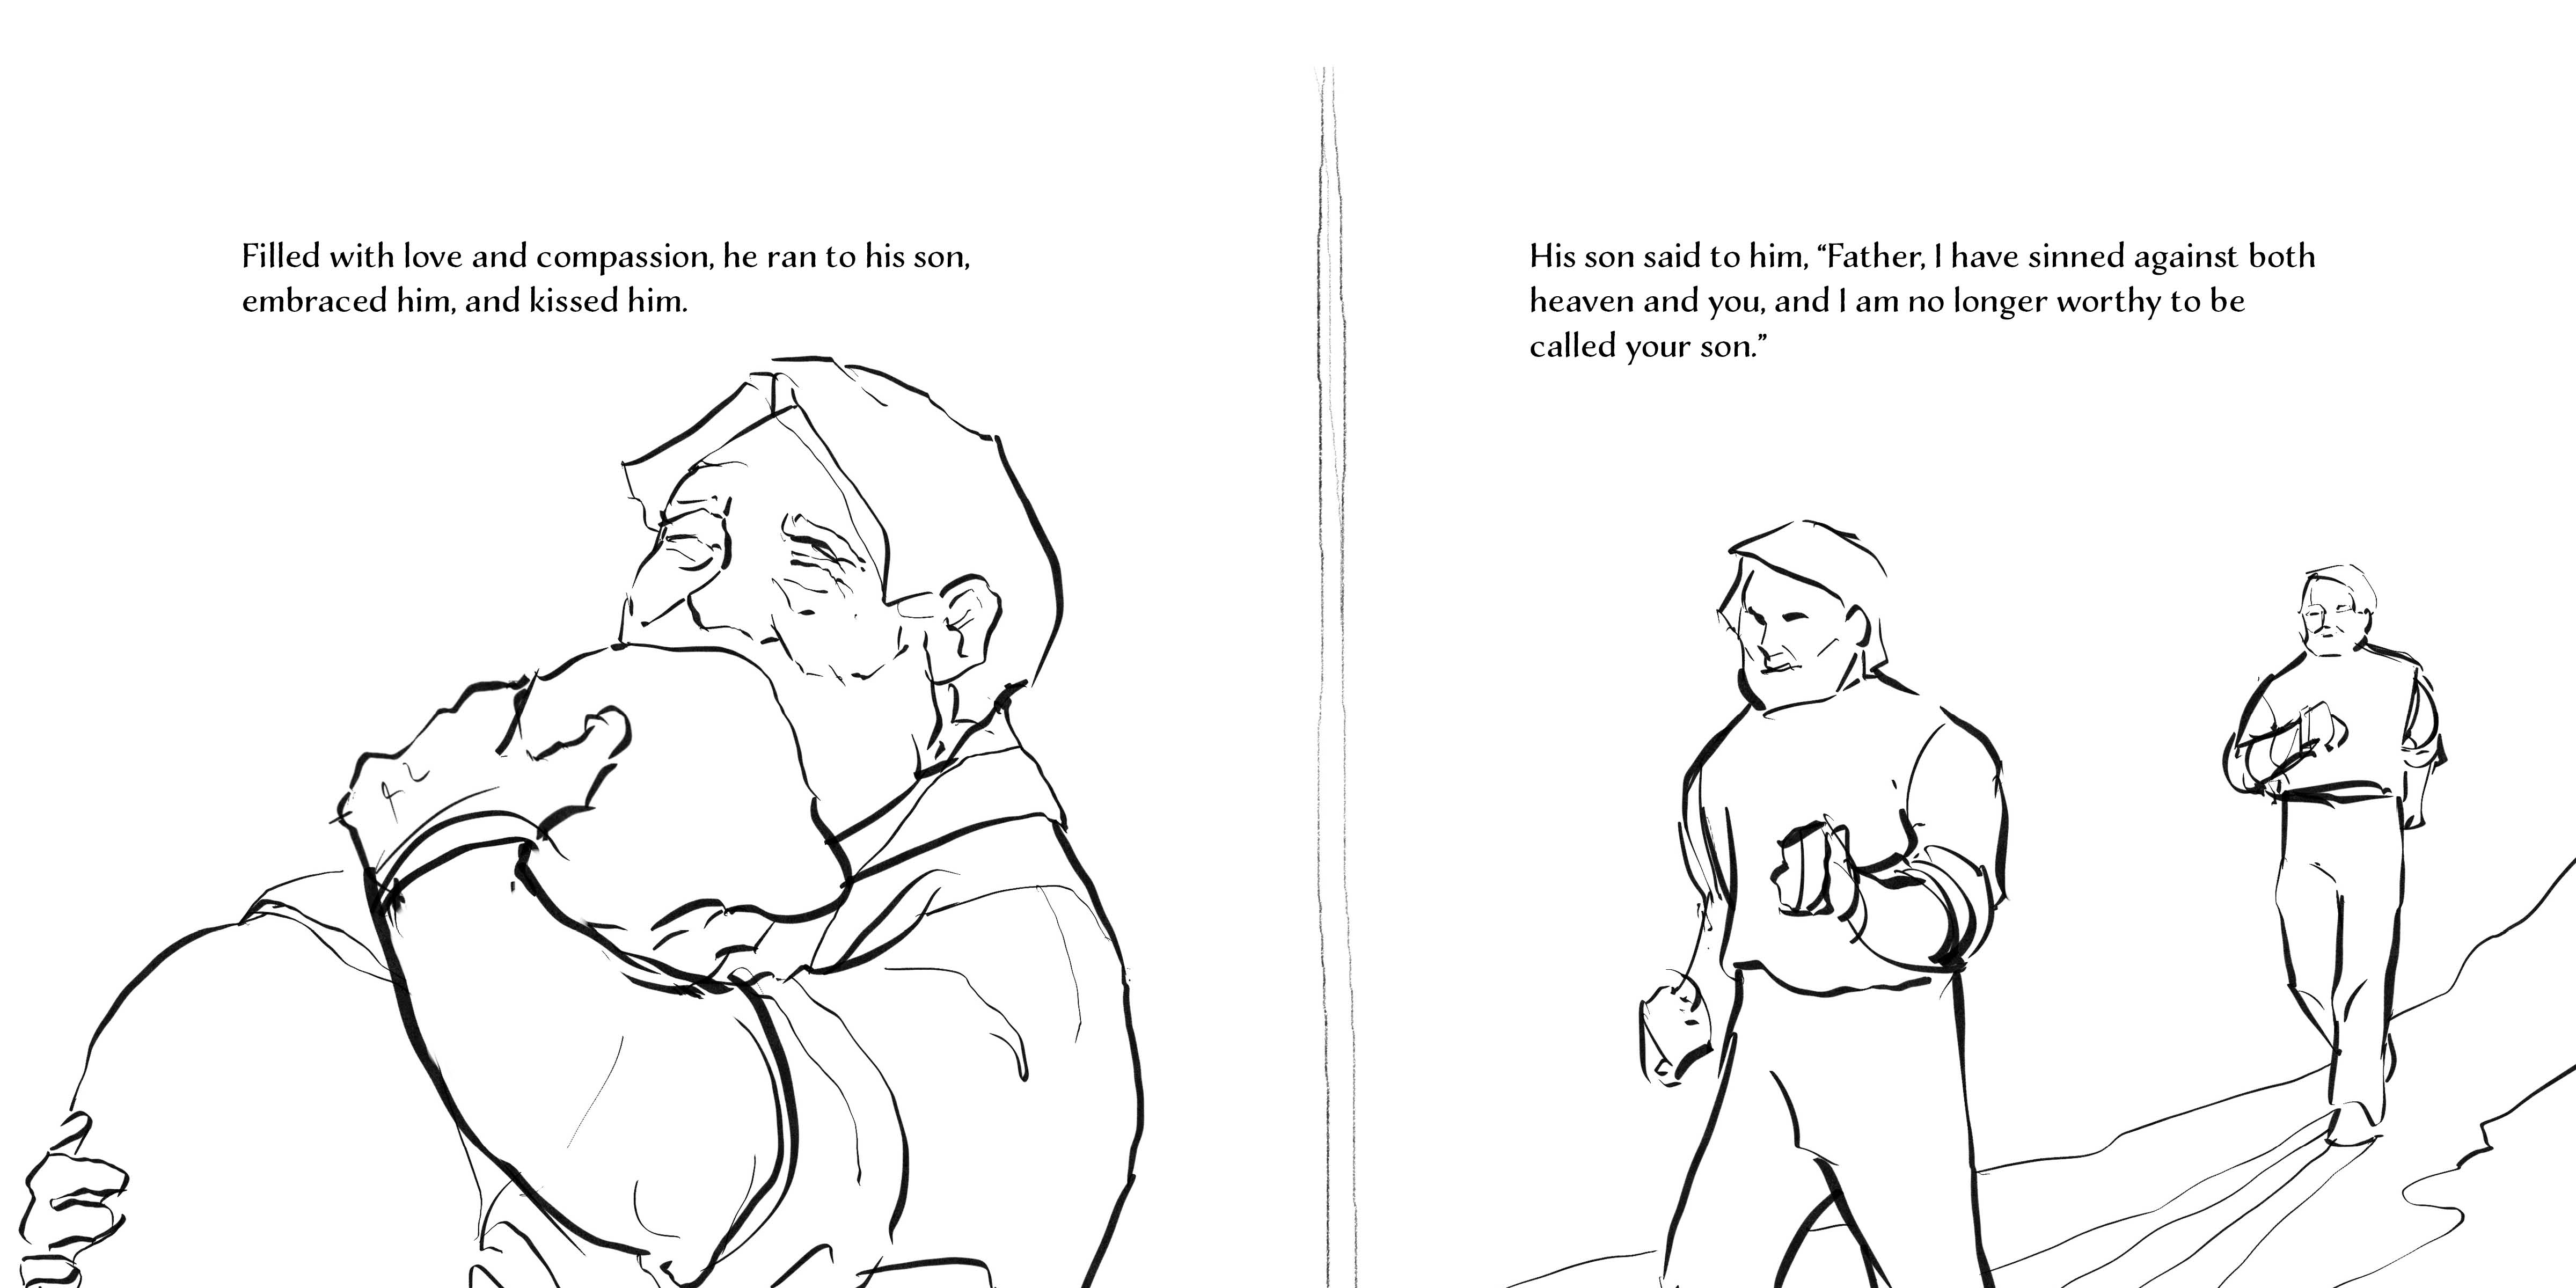 Filled with love and compassion, he ran to his son,
embraced him, and kissed him.
His son said to him, “Father, I have sinned against both
heaven and you, and I am no longer worthy to be
called your son.”